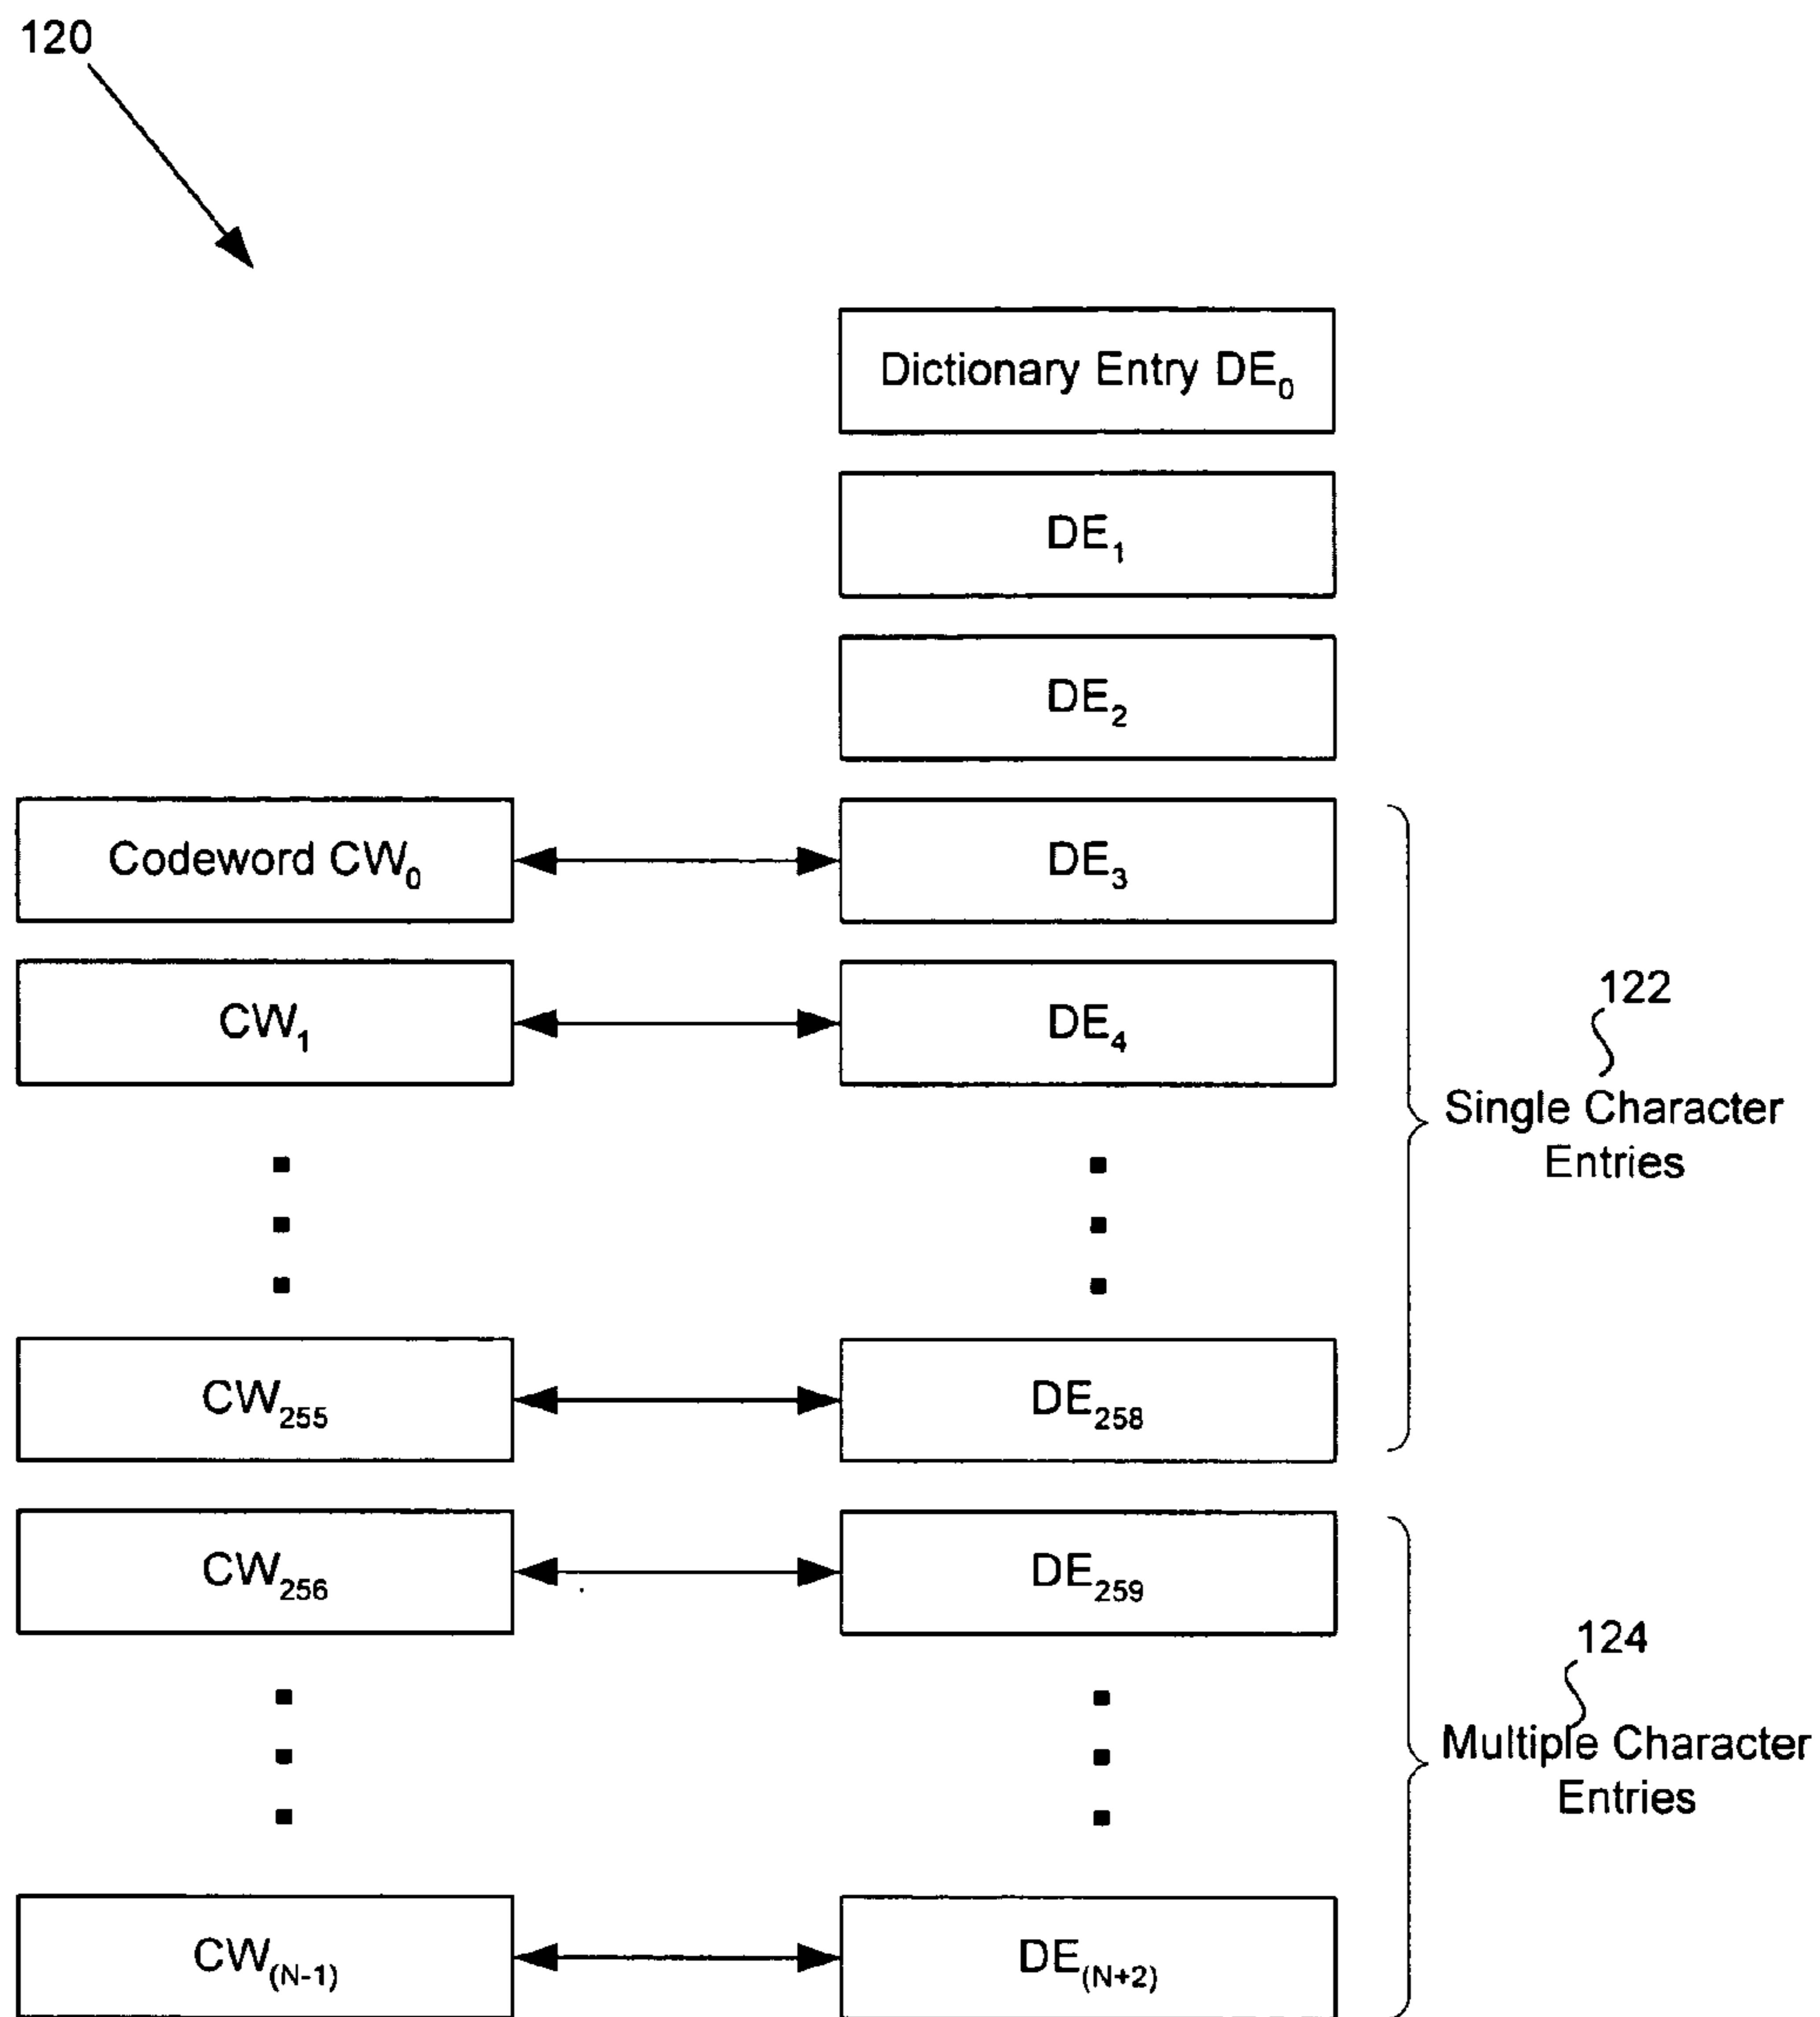 120
Dictionary Entry DE₀
DE₁
DE₂
Codeword CW₀
DE₃
CW₁
DE₄
122
Single Character
Entries
CW₂₅₅
DE₂₅₈
CW₂₅₆
DE₂₅₉
124
Multiple Character
Entries
CW₍N₋₁₎
DE₍N₊₂₎